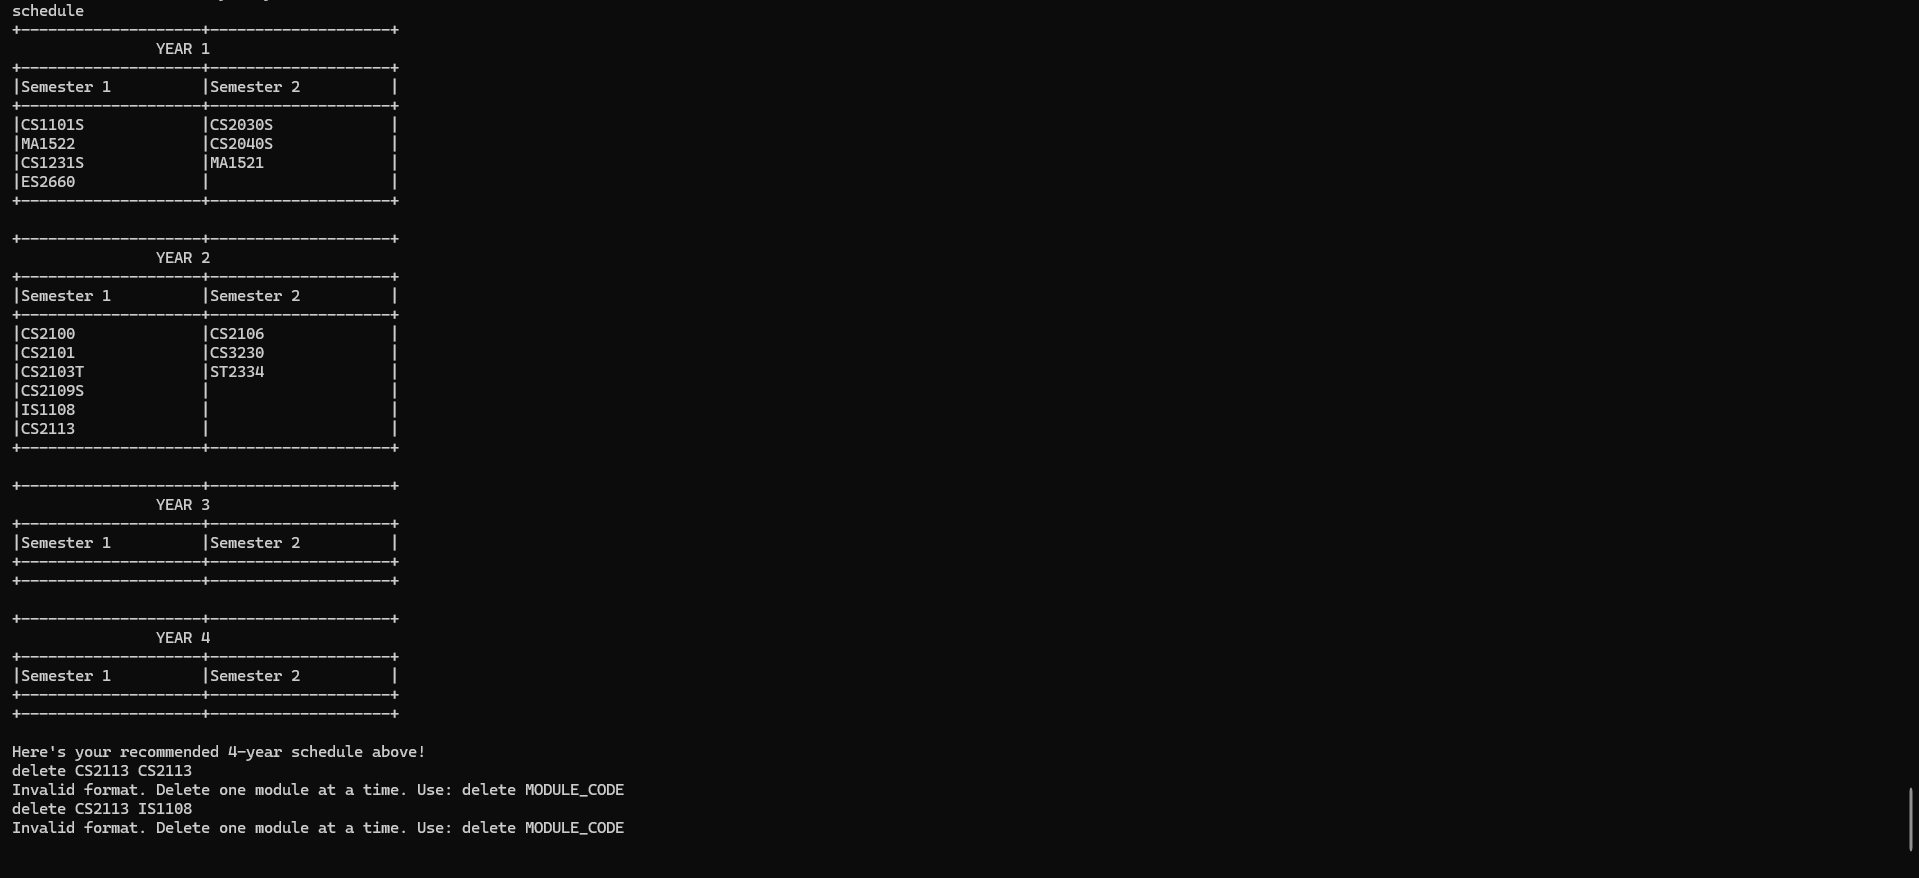 schedule
+--------------------+--------------------+
                YEAR 1
+--------------------+--------------------+
|Semester 1          |Semester 2          |
+--------------------+--------------------+
|CS1101S             |CS2030S             |
|MA1522              |CS2040S             |
|CS1231S             |MA1521              |
|ES2660              |                    |
+--------------------+--------------------+

+--------------------+--------------------+
                YEAR 2
+--------------------+--------------------+
|Semester 1          |Semester 2          |
+--------------------+--------------------+
|CS2100              |CS2106              |
|CS2101              |CS3230              |
|CS2103T             |ST2334              |
|CS2109S             |                    |
|IS1108              |                    |
|CS2113              |                    |
+--------------------+--------------------+

+--------------------+--------------------+
                YEAR 3
+--------------------+--------------------+
|Semester 1          |Semester 2          |
+--------------------+--------------------+
+--------------------+--------------------+

+--------------------+--------------------+
                YEAR 4
+--------------------+--------------------+
|Semester 1          |Semester 2          |
+--------------------+--------------------+
+--------------------+--------------------+

Here's your recommended 4-year schedule above!
delete CS2113 CS2113
Invalid format. Delete one module at a time. Use: delete MODULE_CODE
delete CS2113 IS1108
Invalid format. Delete one module at a time. Use: delete MODULE_CODE